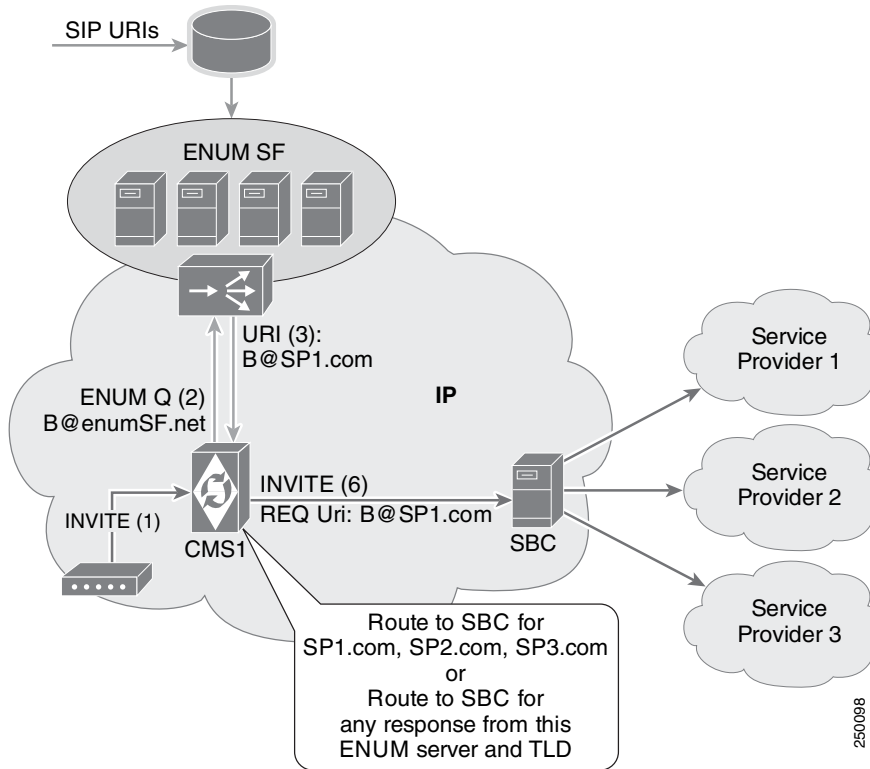 SIP URIs
ENUM SF
URI (3):
B@SP1.com
ENUM Q (2)
B@enumSF.net
IP
INVITE (1)
CMS1
INVITE (6)
REQ Uri: B@SP1.com
SBC
Service
Provider 1
Service
Provider 2
Service
Provider 3
Route to SBC for
SP1.com, SP2.com, SP3.com
or
Route to SBC for
any response from this
ENUM server and TLD
250098